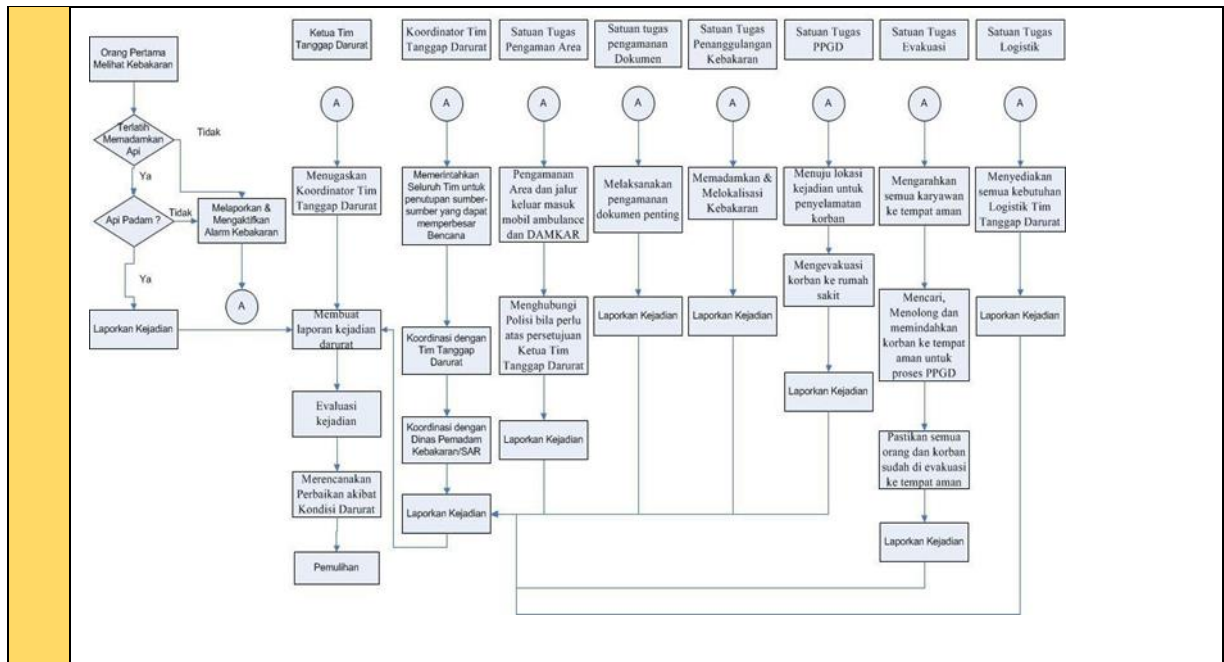 Orang Pertama
Melihat Kebakaran
Terlatih
Memadamkan
Api
Tidak
Ya
Api Padam ?
Tidak
Melaporkan &
Mengaktifkan
Alarm Kebakaran
Ya
A
Laporkan Kejadian
Ketua Tim
Tanggap Darurat
A
Menugaskan
Koordinator Tim
Tanggap Darurat
Membuat
laporan kejadian
darurat
Evaluasi
kejadian
Merencanakan
Perbaikan akibat
Kondisi Darurat
Pemulihan
Koordinator Tim
Tanggap Darurat
A
Memerintahkan
Seluruh Tim untuk
penutupan sumber-
sumber yang dapat
memperbesar
Bencana
Koordinasi dengan
Tim Tanggap
Darurat
Koordinasi dengan
Dinas Pemadam
Kebakaran/SAR
Laporkan Kejadian
Satuan Tugas
Pengaman Area
A
Pengamanan
Area dan jalur
keluar masuk
mobil ambulance
dan DAMKAR
Menghubungi
Polisi bila perlu
atas persetujuan
Ketua Tim
Tanggap Darurat
Laporkan Kejadian
Satuan tugas
pengamanan
Dokumen
A
Melaksanakan
pengamanan
dokumen penting
Laporkan Kejadian
Satuan Tugas
Penanggulangan
Kebakaran
A
Memadamkan &
Melokalisasi
Kebakaran
Laporkan Kejadian
Satuan Tugas
PPGD
A
Menuju lokasi
kejadian untuk
penyelamatan
korban
Mengevakuasi
korban ke rumah
sakit
Laporkan Kejadian
Satuan Tugas
Evakuasi
A
Mengarahkan
semua karyawan
ke tempat aman
Mencari,
Menolong dan
memindahkan
korban ke tempat
aman untuk
proses PPGD
Pastikan semua
orang dan korban
sudah di evakuasi
ke tempat aman
Laporkan Kejadian
Satuan Tugas
Logistik
A
Menyediakan
semua kebutuhan
Logistik Tim
Tanggap Darurat
Laporkan Kejadian